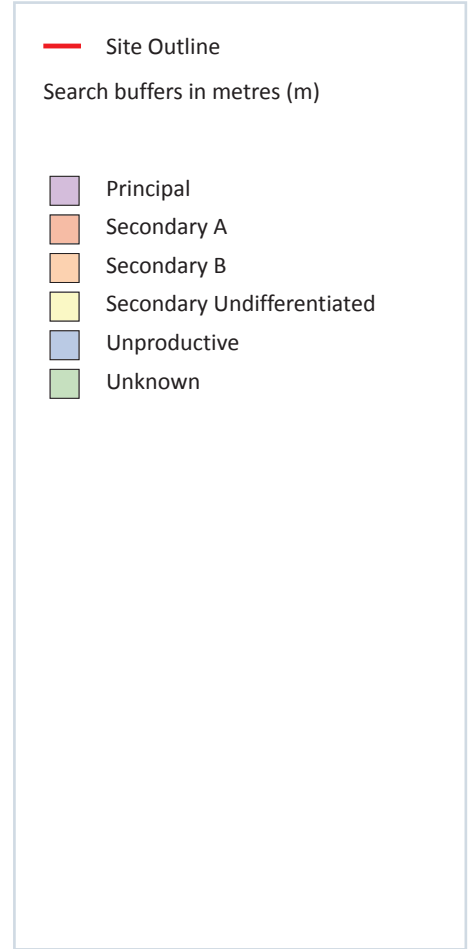 Site Outline
Search buffers in metres (m)
Principal
Secondary A
Secondary B
Secondary Undifferentiated
Unproductive
Unknown